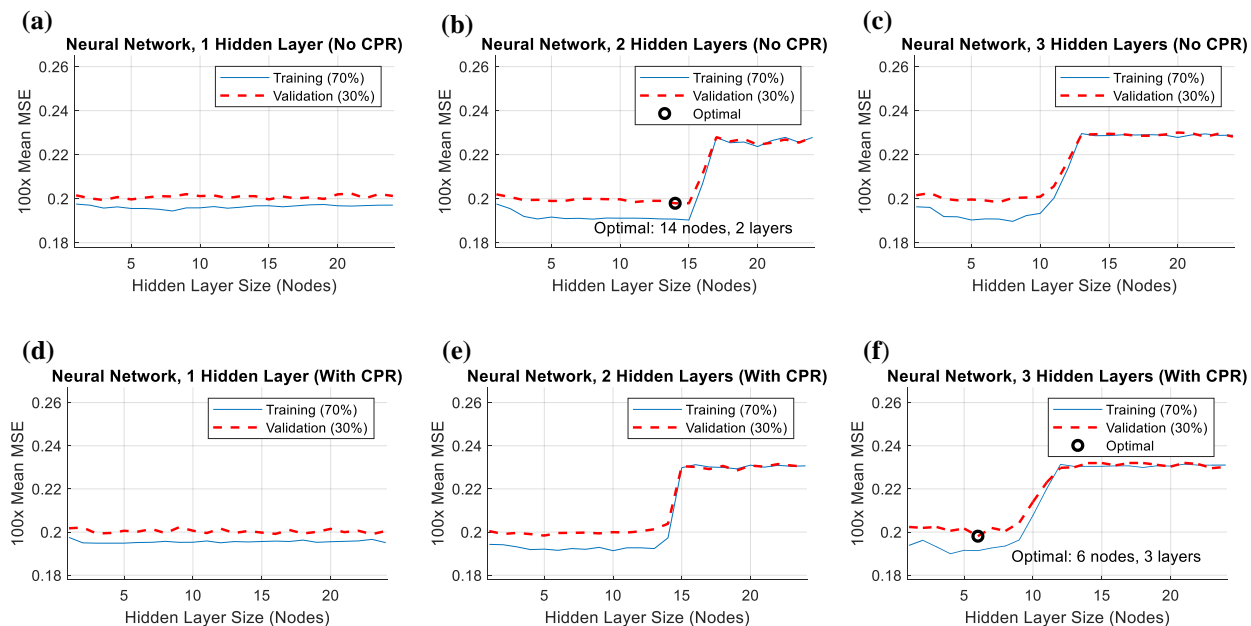 (a)
Neural Network, 1 Hidden Layer (No CPR)
0.26
0.24
0.22
0.2
0.18
100x Mean MSE
Training (70%)
Validation (30%)
5
10
15
20
Hidden Layer Size (Nodes)
(b)
Neural Network, 2 Hidden Layers (No CPR)
0.26
0.24
0.22
0.2
0.18
100x Mean MSE
Training (70%)
Validation (30%)
Optimal
Optimal: 14 nodes, 2 layers
5
10
15
20
Hidden Layer Size (Nodes)
(c)
Neural Network, 3 Hidden Layers (No CPR)
0.26
0.24
0.22
0.2
0.18
100x Mean MSE
Training (70%)
Validation (30%)
5
10
15
20
Hidden Layer Size (Nodes)
(d)
Neural Network, 1 Hidden Layer (With CPR)
0.26
0.24
0.22
0.2
0.18
100x Mean MSE
Training (70%)
Validation (30%)
5
10
15
20
Hidden Layer Size (Nodes)
(e)
Neural Network, 2 Hidden Layers (With CPR)
0.26
0.24
0.22
0.2
0.18
100x Mean MSE
Training (70%)
Validation (30%)
5
10
15
20
Hidden Layer Size (Nodes)
(f)
Neural Network, 3 Hidden Layers (With CPR)
0.26
0.24
0.22
0.2
0.18
100x Mean MSE
Training (70%)
Validation (30%)
Optimal
Optimal: 6 nodes, 3 layers
5
10
15
20
Hidden Layer Size (Nodes)